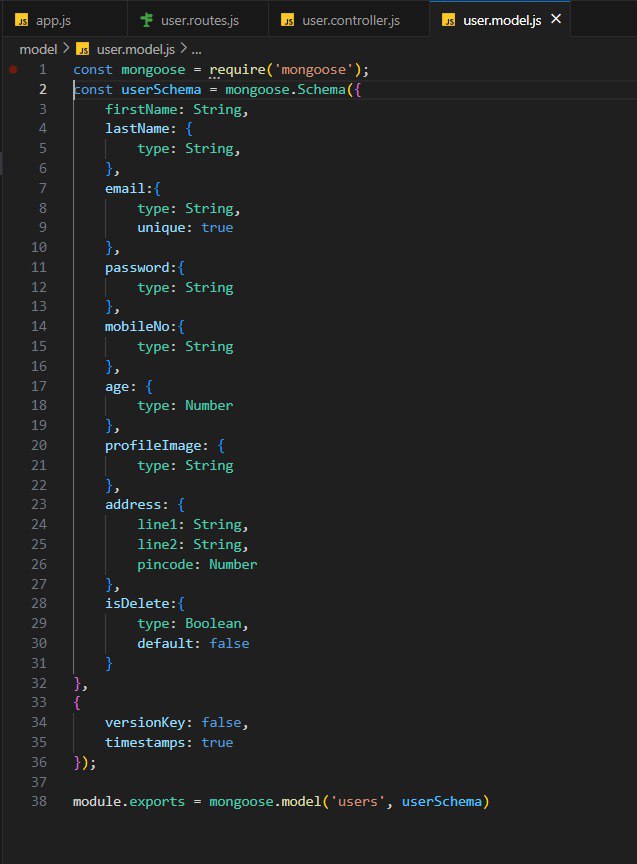 JS app.js user.routes.js JS user.controller.js JS user.model.js ×
model > JS user.model.js > ...
1 const mongoose = require('mongoose');
2 const userSchema = mongoose.Schema({
3 firstName: String,
4 lastName: {
5 type: String,
6 },
7 email:{
8 type: String,
9 unique: true
10 },
11 password:{
12 type: String
13 },
14 mobileNo:{
15 type: String
16 },
17 age: {
18 type: Number
19 },
20 profileImage: {
21 type: String
22 },
23 address: {
24 line1: String,
25 line2: String,
26 pincode: Number
27 },
28 isDelete:{
29 type: Boolean,
30 default: false
31 }
32 },
33 {
34 versionKey: false,
35 timestamps: true
36 });
37
38 module.exports = mongoose.model('users', userSchema)